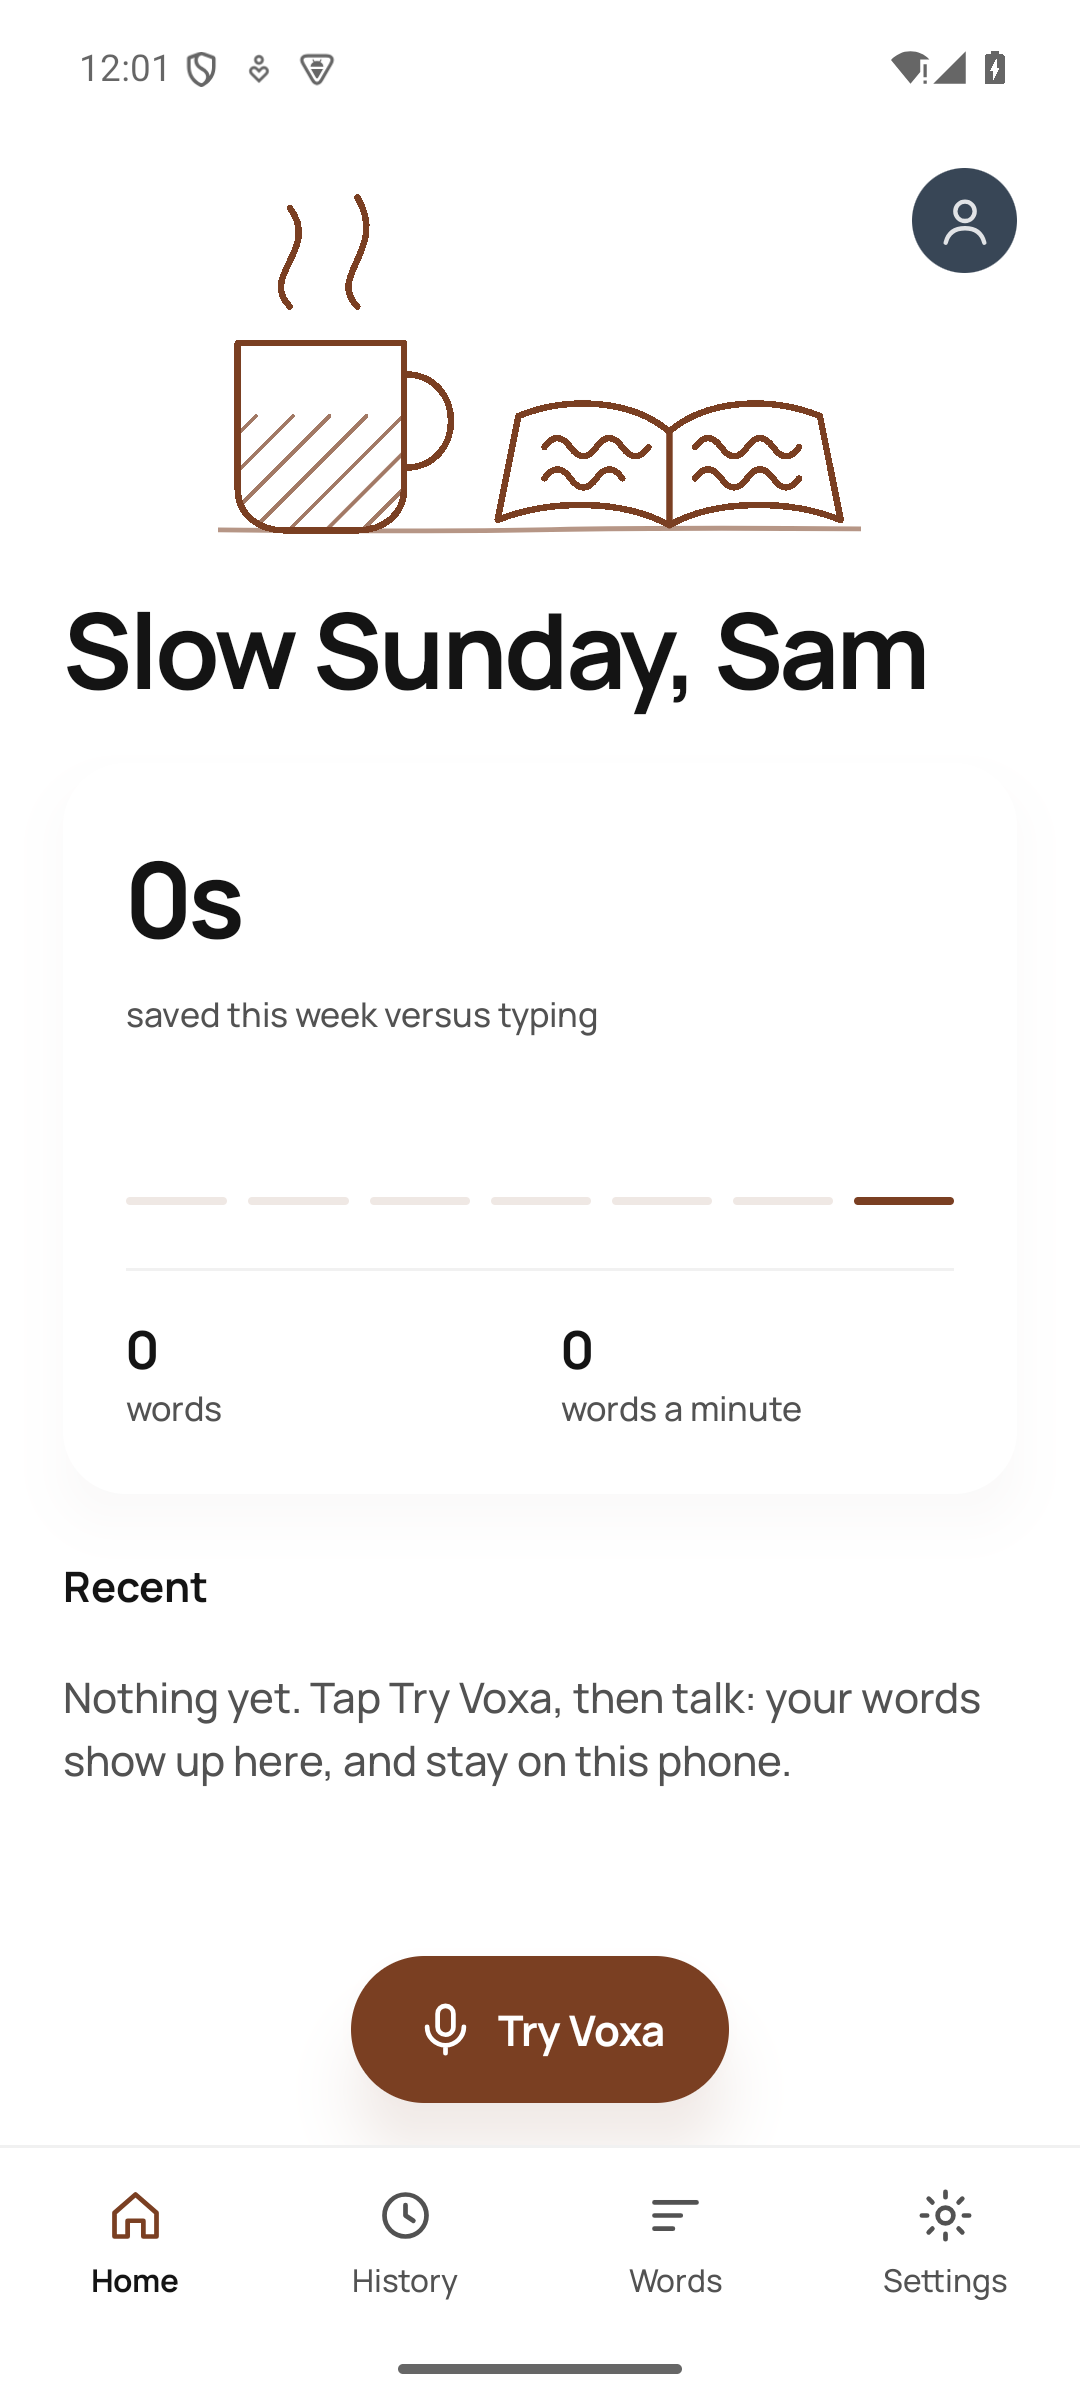 12:01
Slow Sunday, Sam
0s
saved this week versus typing
0
words
0
words a minute
Recent
Nothing yet. Tap Try Voxa, then talk: your words
show up here, and stay on this phone.
Try Voxa
Home
History
Words
Settings